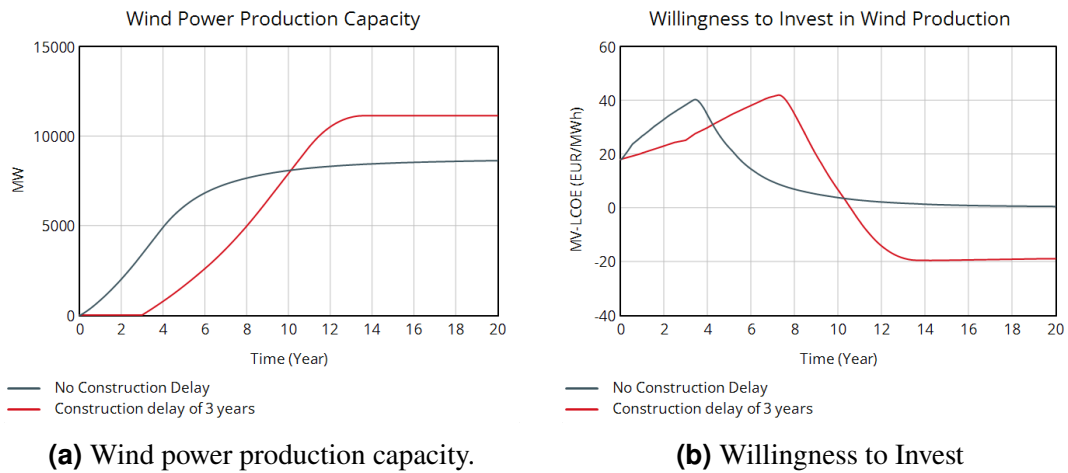 Wind Power Production Capacity
15000
10000
5000
0
MW
0 2 4 6 8 10 12 14 16 18 20
Time (Year)
No Construction Delay
Construction delay of 3 years
(a) Wind power production capacity.
Willingness to Invest in Wind Production
60
40
20
0
-20
-40
MV-LCOE (EUR/MWh)
0 2 4 6 8 10 12 14 16 18 20
Time (Year)
No Construction Delay
Construction delay of 3 years
(b) Willingness to Invest